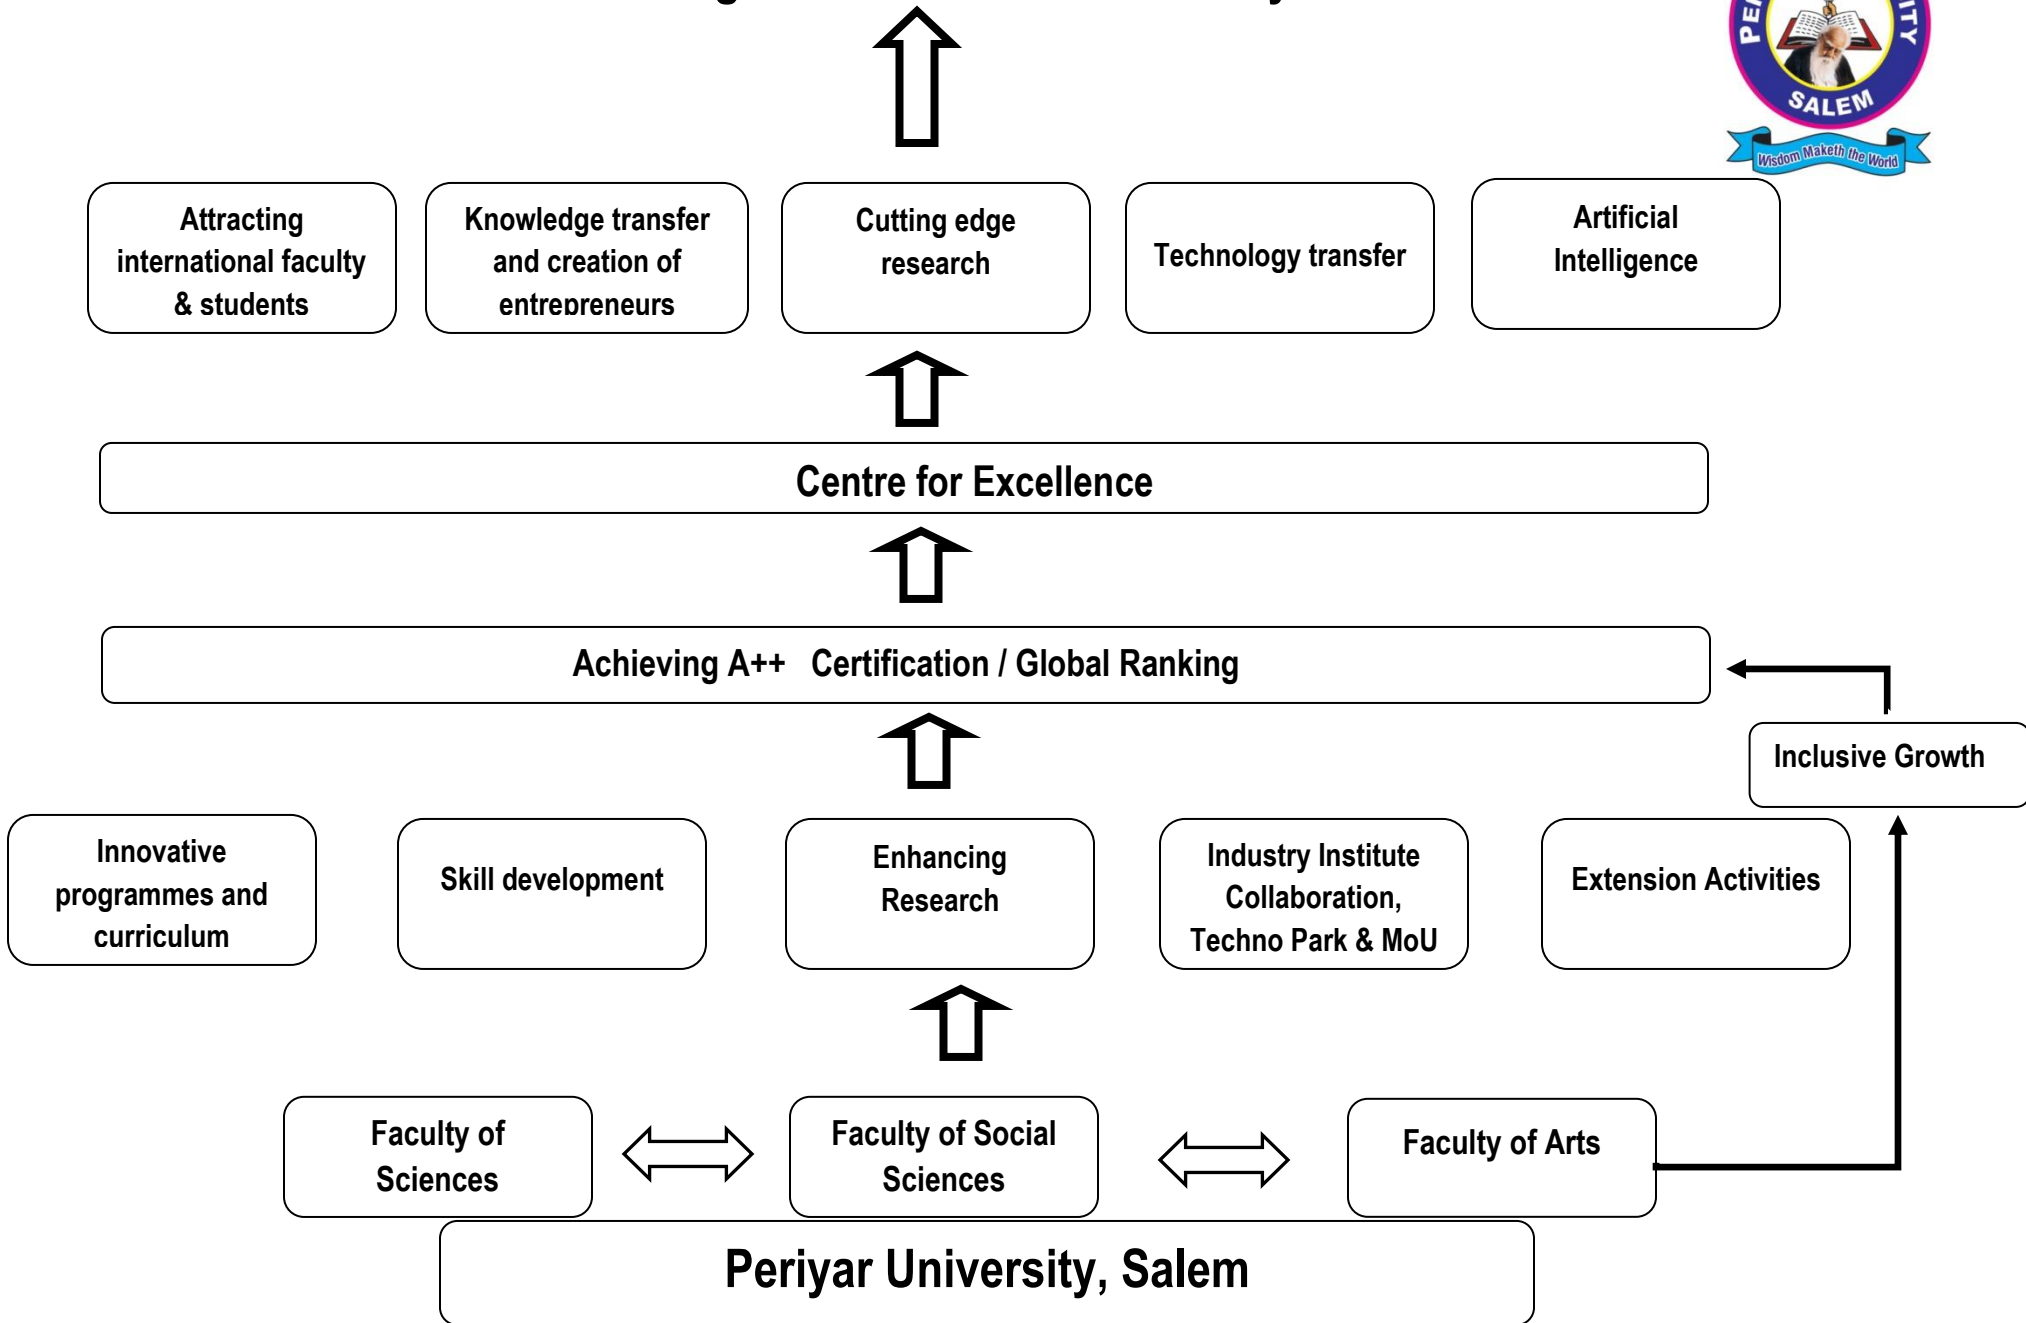 SALEM
Wisdom Maketh the World
Attracting
international faculty
& students
Knowledge transfer
and creation of
entrepreneurs
Cutting edge
research
Technology transfer
Artificial
Intelligence
Centre for Excellence
Achieving A++ Certification / Global Ranking
Inclusive Growth
Innovative
programmes and
curriculum
Skill development
Enhancing
Research
Industry Institute
Collaboration,
Techno Park & MoU
Extension Activities
Faculty of
Sciences
Faculty of Social
Sciences
Faculty of Arts
Periyar University, Salem